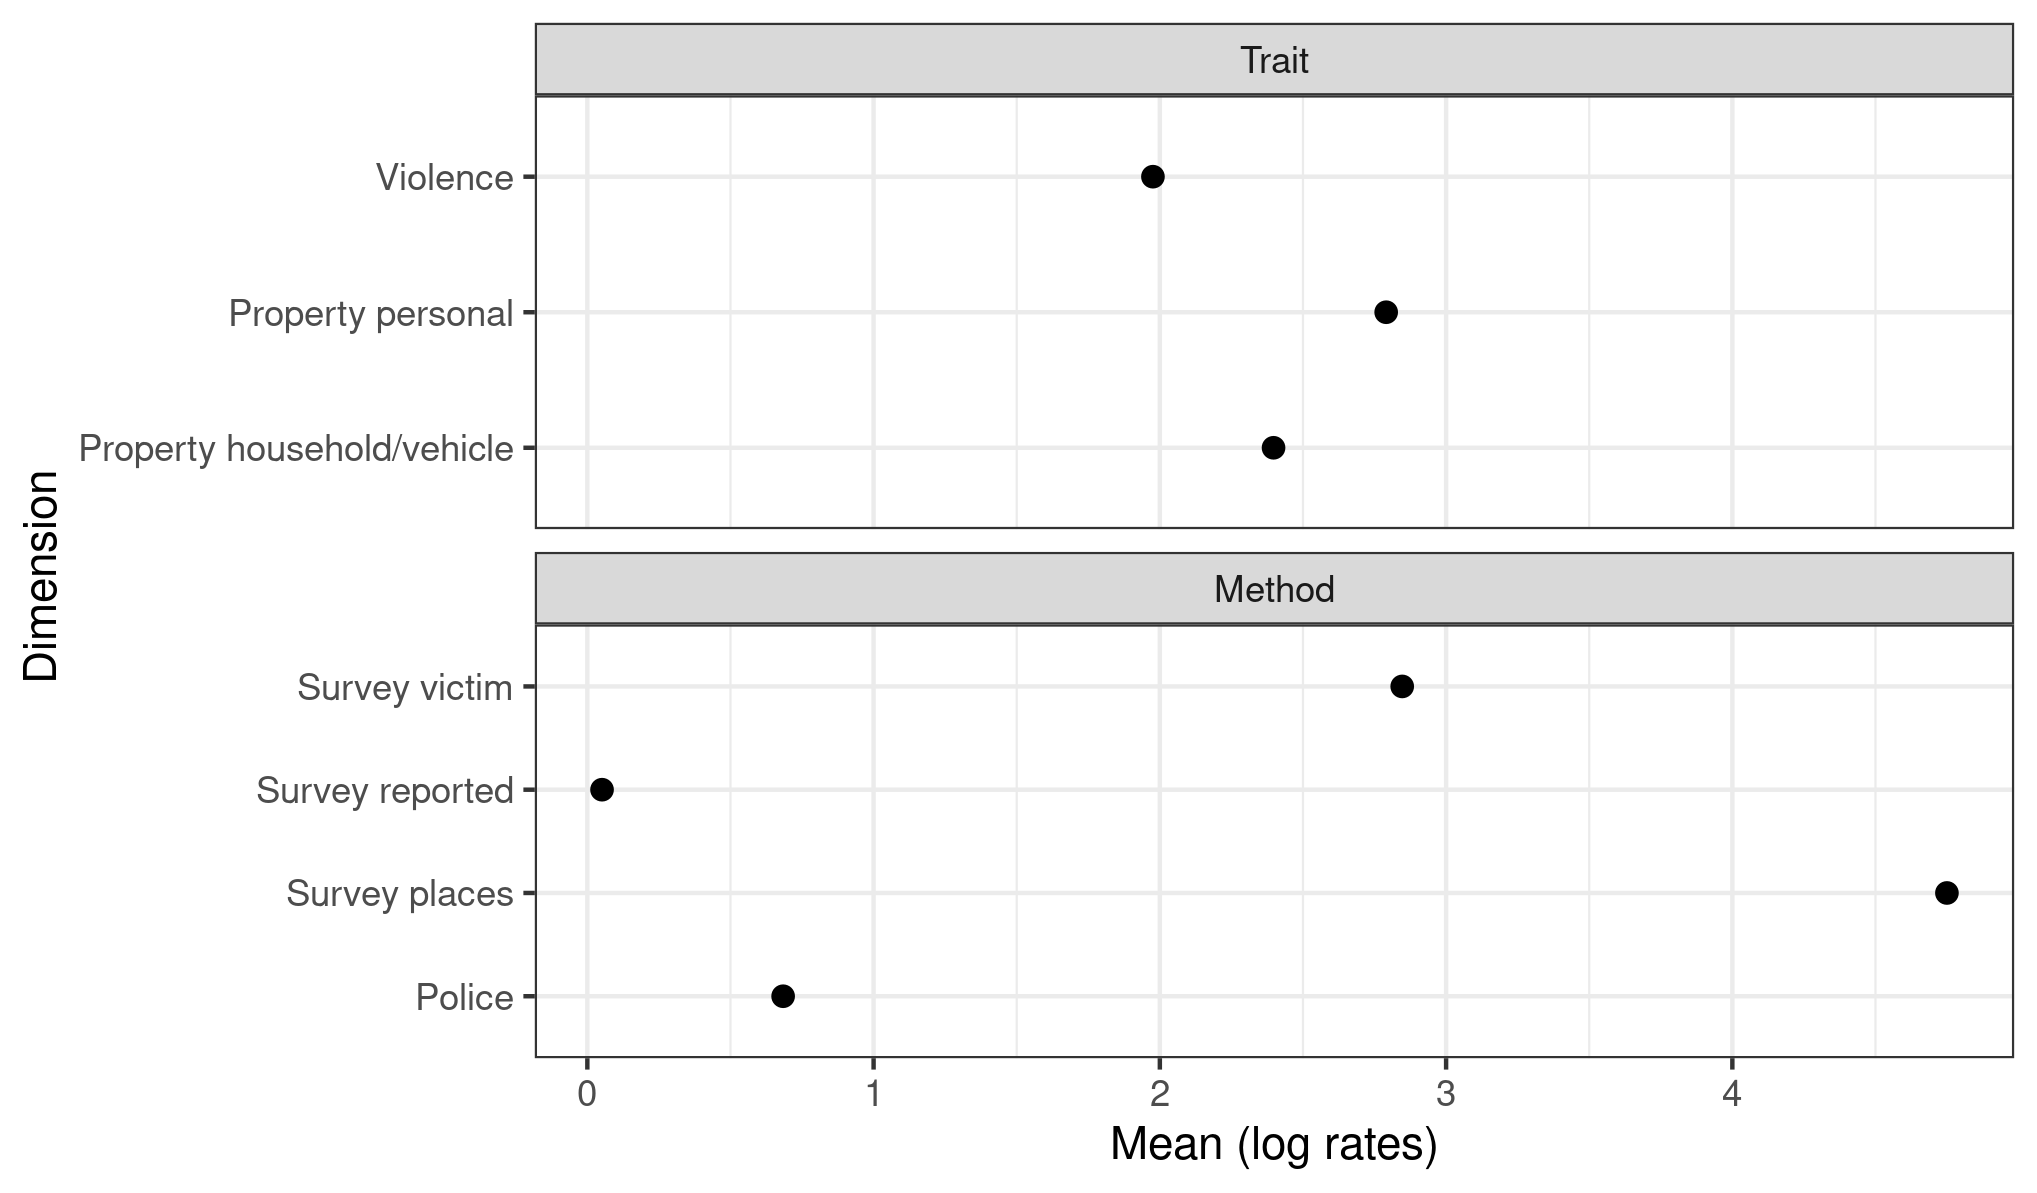 Trait
Violence
Property personal
Property household/vehicle
Dimension
Method
Survey victim
Survey reported
Survey places
Police
0 1 2 3 4
Mean (log rates)